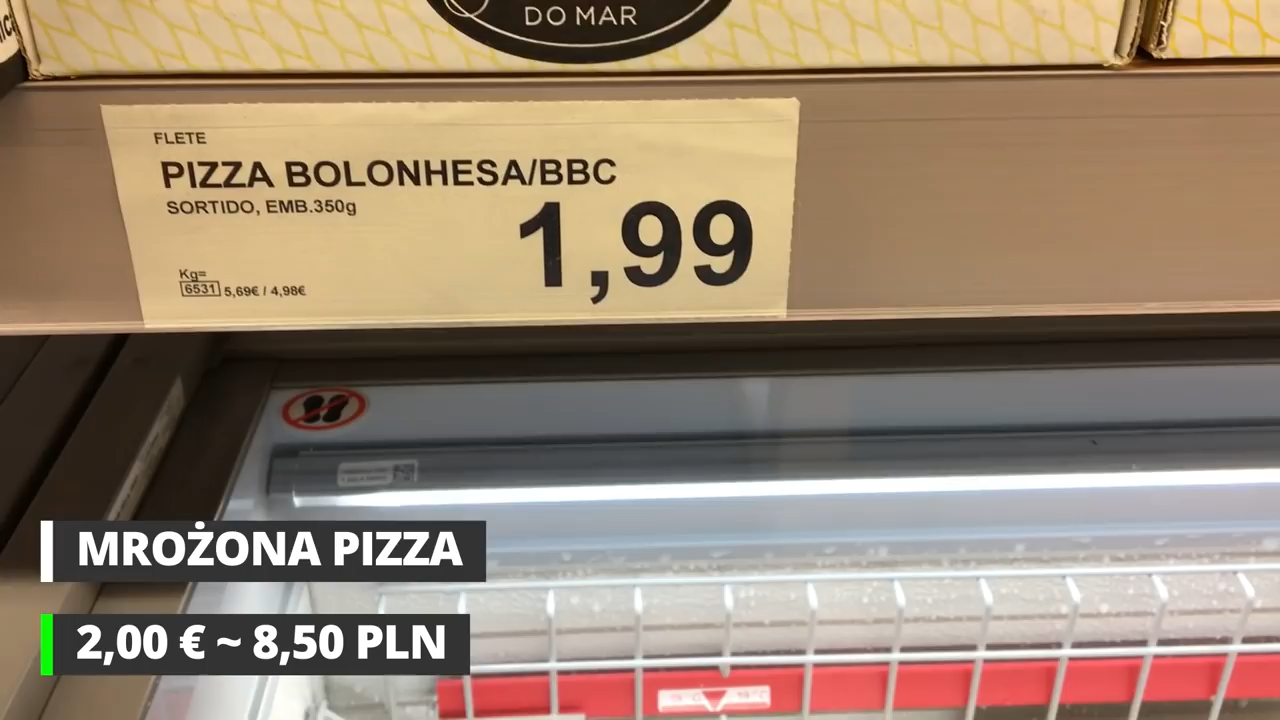 DO MAR
FLETE
PIZZA BOLONHESA/BBC
SORTIDO, EMB.350g
1,99
Kg=
6531 5,69€ / 4,98€
MROŻONA PIZZA
2,00 € ~ 8,50 PLN